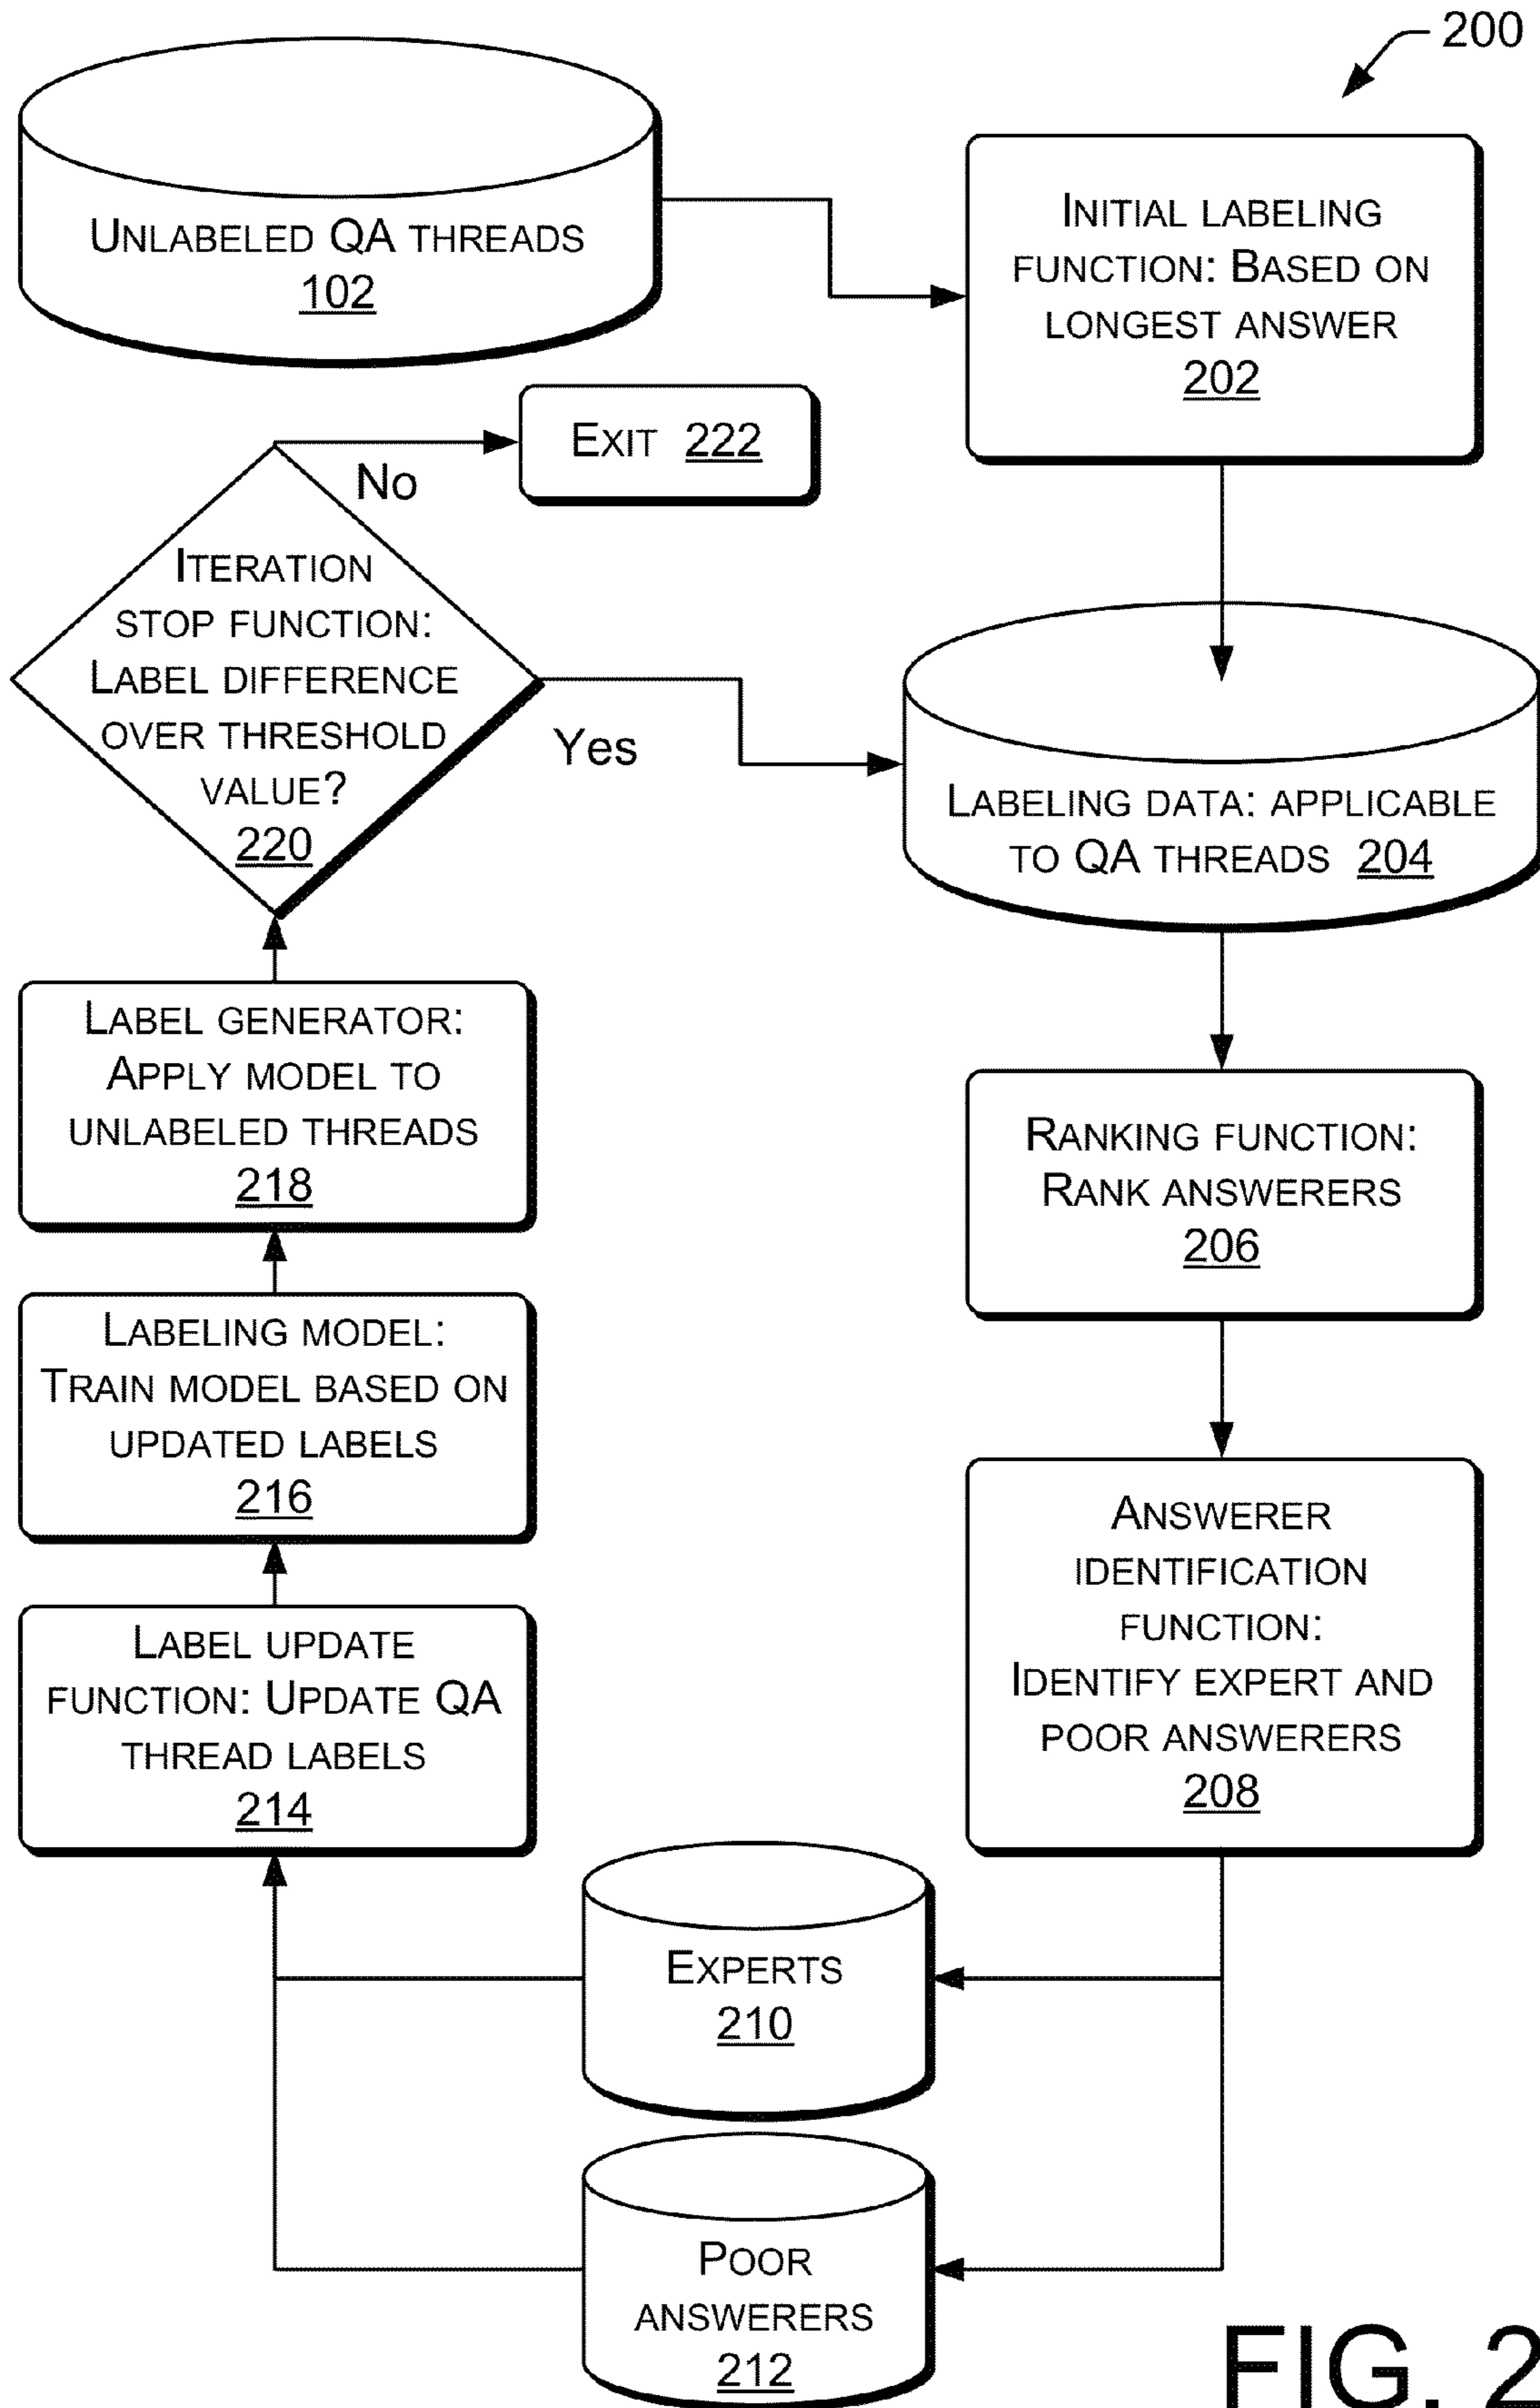 200
UNLABELED QA THREADS
102
INITIAL LABELING
FUNCTION: BASED ON
LONGEST ANSWER
202
EXIT 222
No
ITERATION
STOP FUNCTION:
LABEL DIFFERENCE
OVER THRESHOLD
VALUE?
220
Yes
LABELING DATA: APPLICABLE
TO QA THREADS 204
LABEL GENERATOR:
APPLY MODEL TO
UNLABELED THREADS
218
RANKING FUNCTION:
RANK ANSWERERS
206
LABELING MODEL:
TRAIN MODEL BASED ON
UPDATED LABELS
216
ANSWERER
IDENTIFICATION
FUNCTION:
IDENTIFY EXPERT AND
POOR ANSWERERS
208
LABEL UPDATE
FUNCTION: UPDATE QA
THREAD LABELS
214
EXPERTS
210
POOR
ANSWERERS
212
FIG. 2